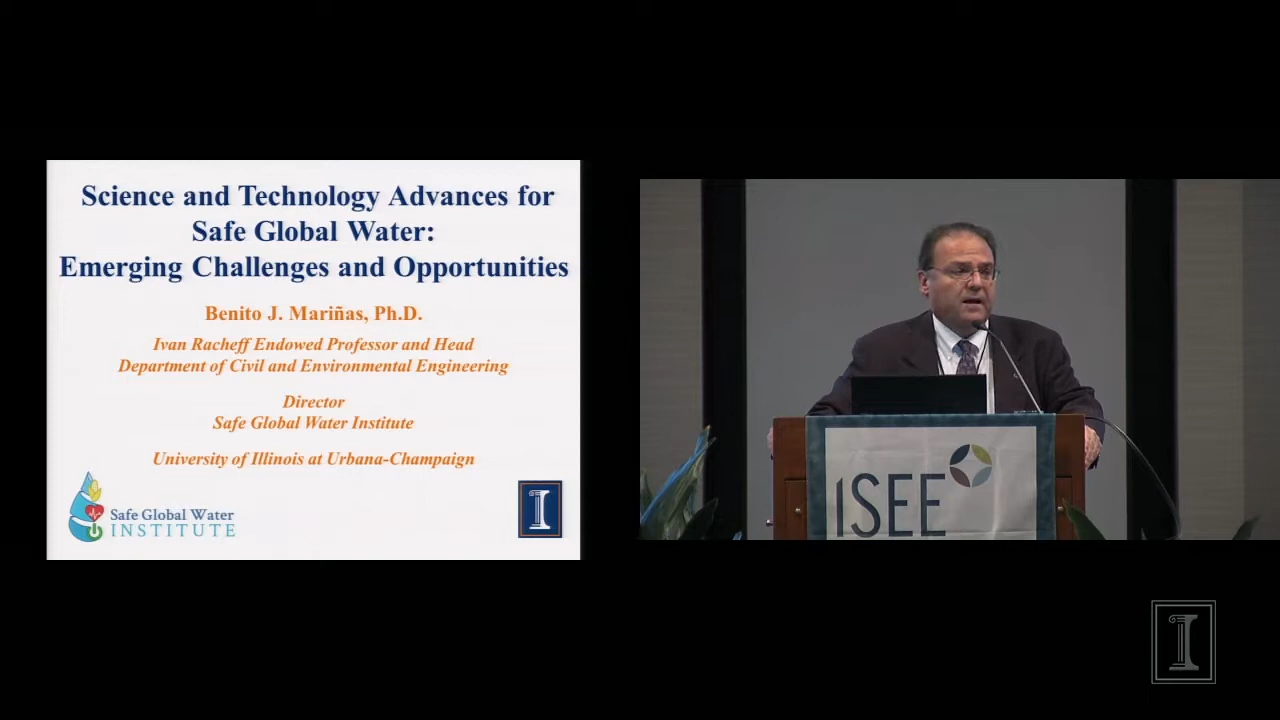 Science and Technology Advances for
Safe Global Water:
Emerging Challenges and Opportunities
Benito J. Mariñas, Ph.D.
Ivan Racheff Endowed Professor and Head
Department of Civil and Environmental Engineering
Director
Safe Global Water Institute
University of Illinois at Urbana-Champaign
Safe Global Water
INSTITUTE
I
ISEE
I